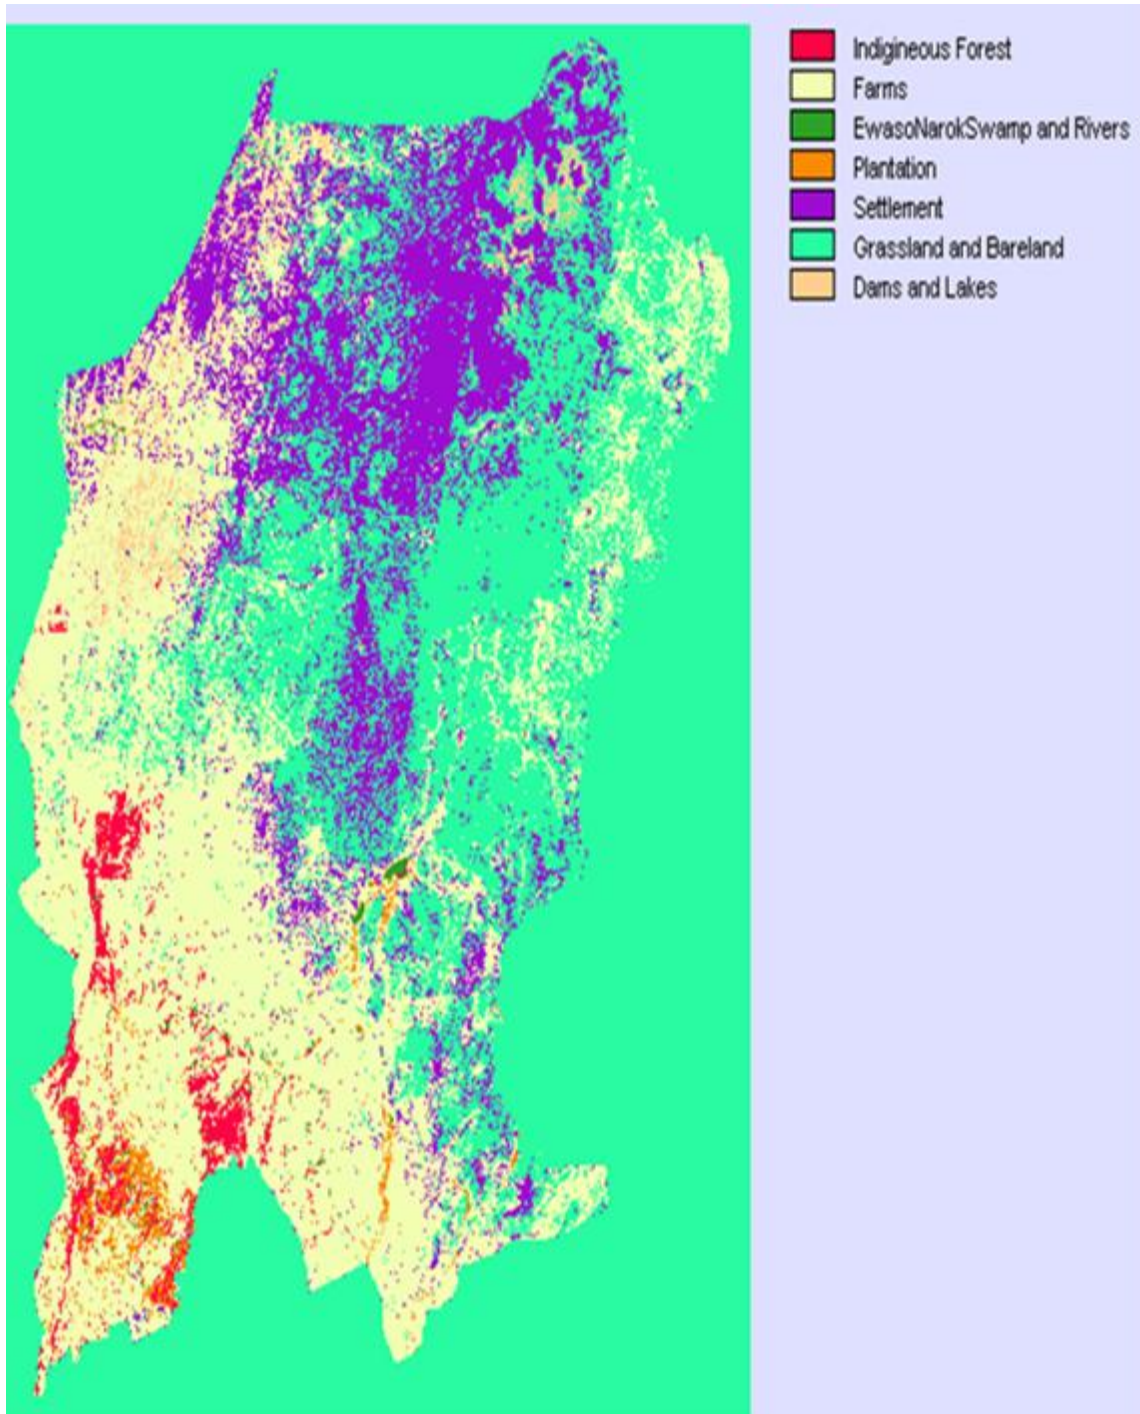 Indigineous Forest
Farms
EwasoNarokSwamp and Rivers
Plantation
Settlement
Grassland and Bareland
Dams and Lakes